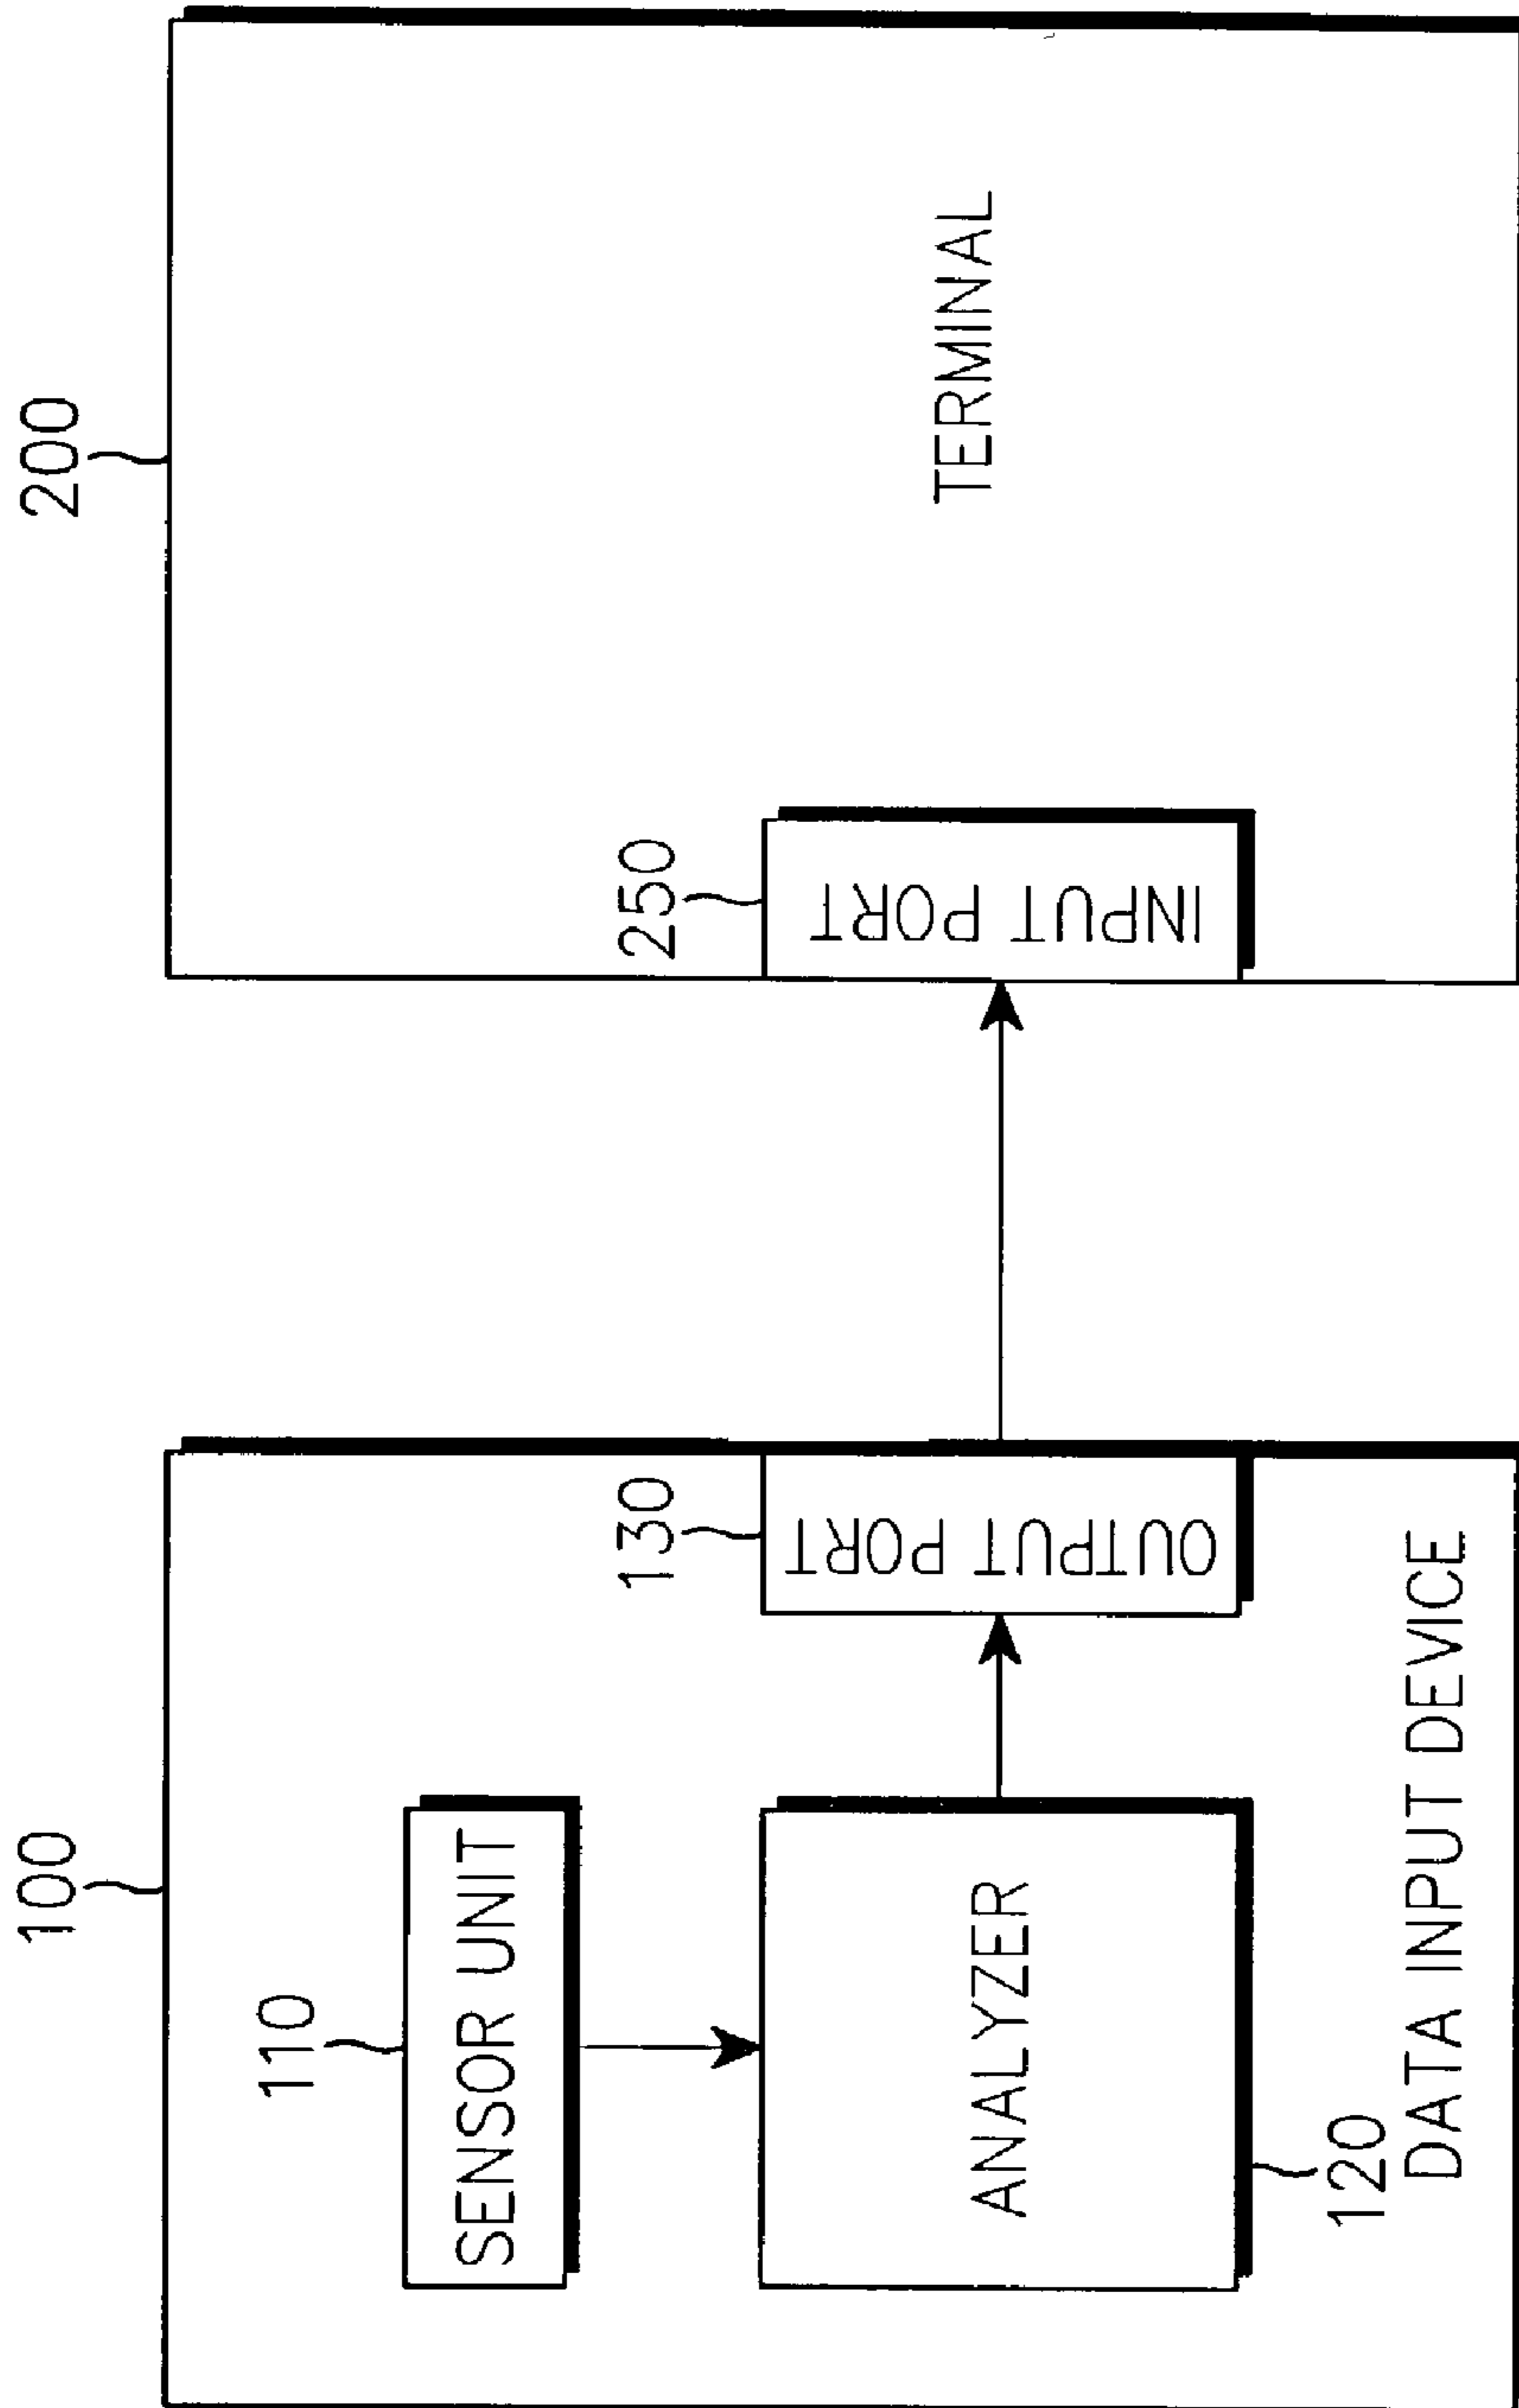 100
110
SENSOR UNIT
ANALYZER
120
130
OUTPUT PORT
DATA INPUT DEVICE
200
250
INPUT PORT
TERMINAL